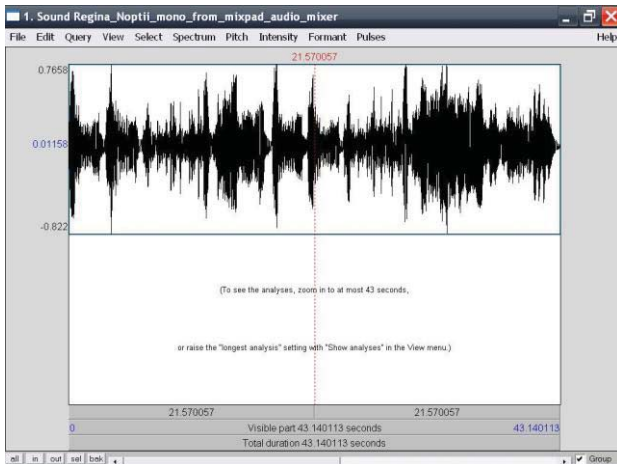 1. Sound Regina_Noptii_mono_from_mixpad_audio_mixer
File Edit Query View Select Spectrum Pitch Intensity Formant Pulses Help
21.570057
0.7658
0.01158
-0.822
(To see the analyses, zoom in to at most 43 seconds,
or raise the "longest analysis" setting with "Show analyses" in the View menu.)
21.570057 21.570057
0 Visible part 43.140113 seconds 43.140113
Total duration 43.140113 seconds
all in out sel bak Group